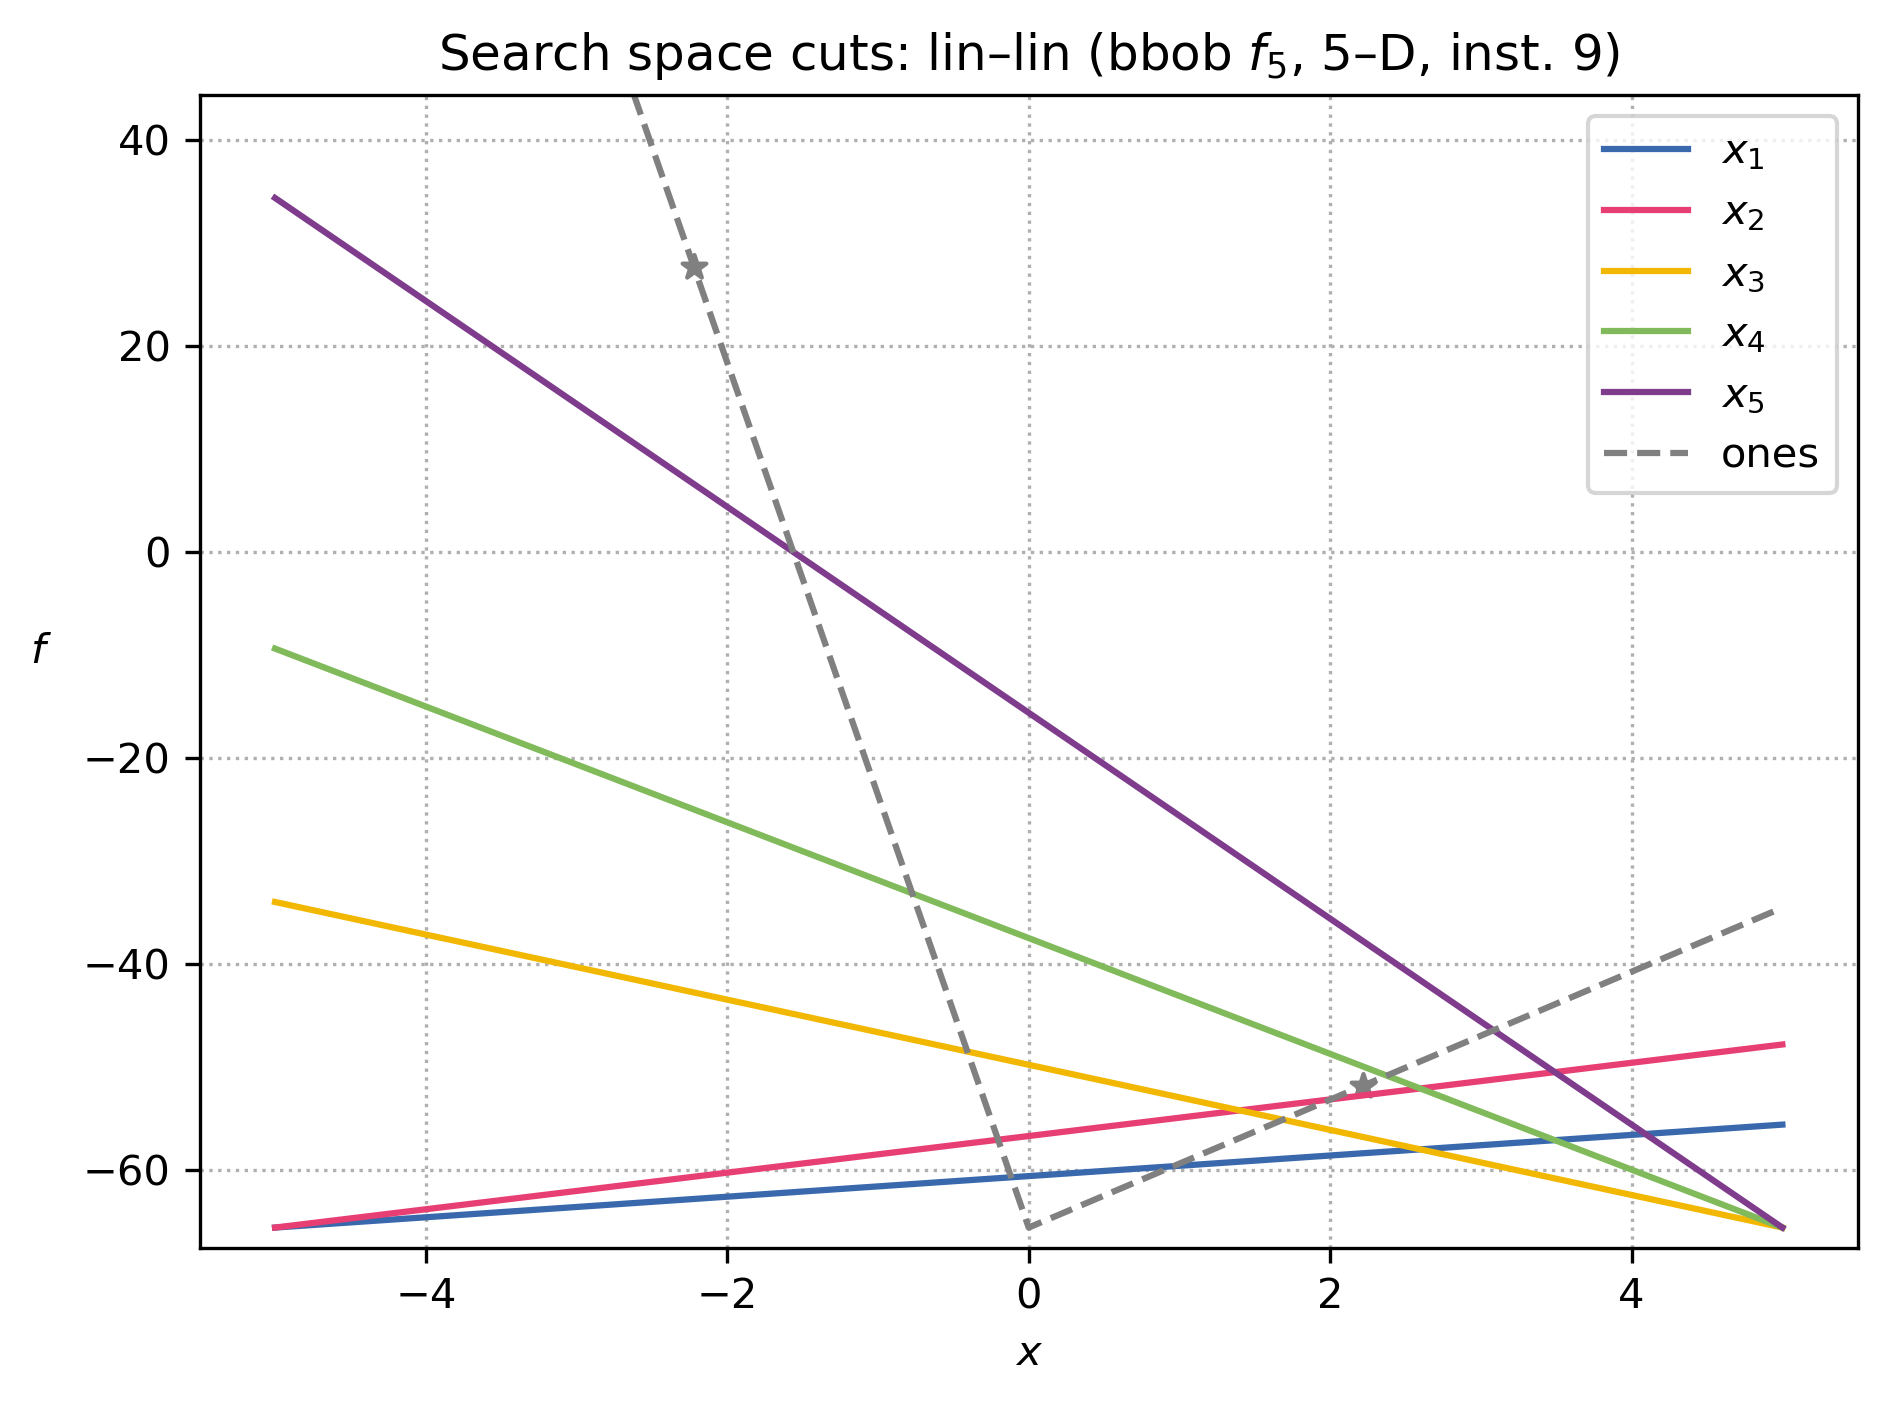 Search space cuts: lin–lin (bbob f₅, 5–D, inst. 9)
40
20
0
−20
−40
−60
f
−4
−2
0
2
4
x
x₁
x₂
x₃
x₄
x₅
ones